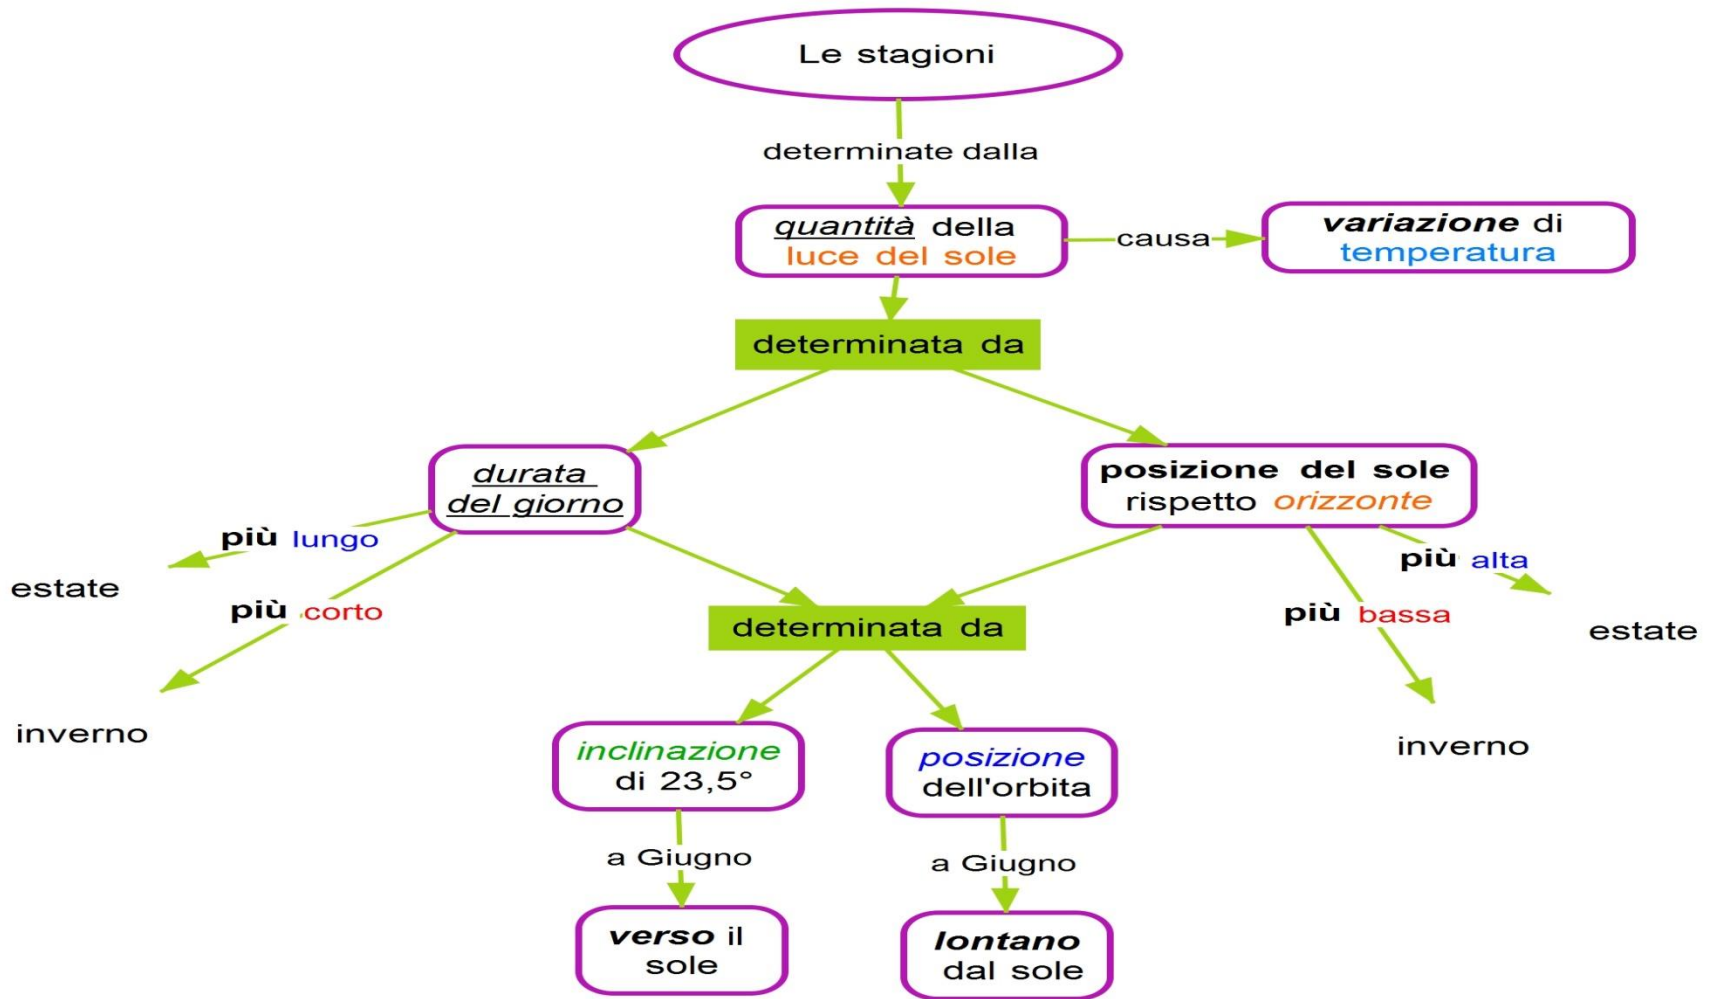 Le stagioni
determinate dalla
quantità della
luce del sole
causa
variazione di
temperatura
determinata da
durata
del giorno
più lungo
estate
più corto
inverno
posizione del sole
rispetto orizzonte
più alta
estate
più bassa
inverno
determinata da
inclinazione
di 23,5°
a Giugno
verso il
sole
posizione
dell'orbita
a Giugno
lontano
dal sole